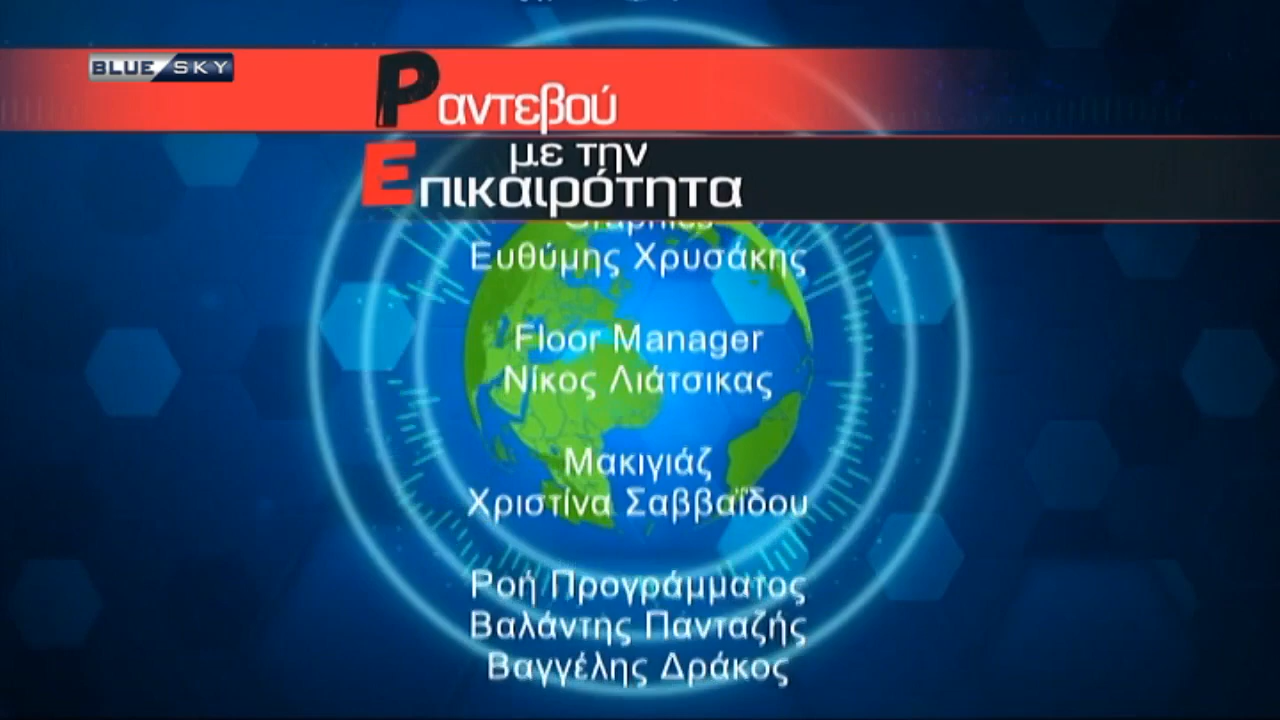 BLUE SKY
Ραντεβού
με την
Επικαιρότητα
Graphics
Ευθύμης Χρυσάκης
Floor Manager
Νίκος Λιάτσικας
Μακιγιάζ
Χριστίνα Σαββαΐδου
Ροή Προγράμματος
Βαλάντης Πανταζής
Βαγγέλης Δράκος